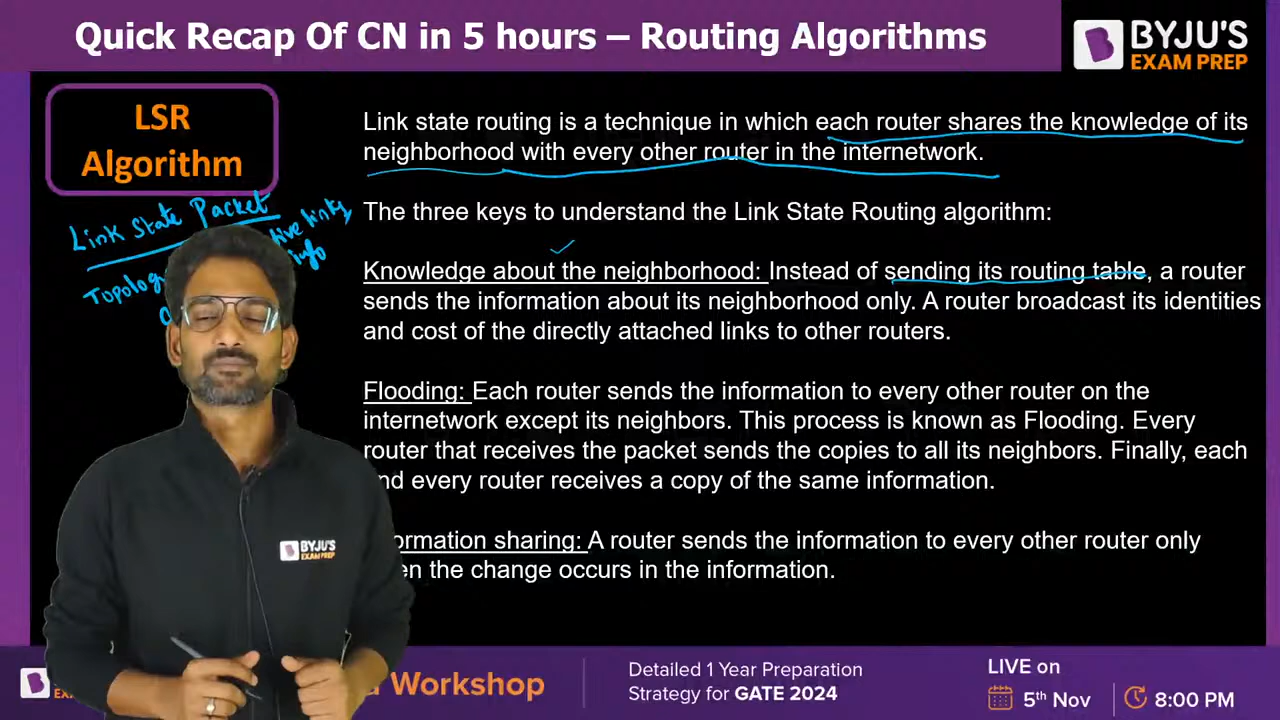 Quick Recap Of CN in 5 hours – Routing Algorithms
BYJU'S
EXAM PREP
LSR
Algorithm
Link State Packet
Topology
info
Link state routing is a technique in which each router shares the knowledge of its
neighborhood with every other router in the internetwork.
The three keys to understand the Link State Routing algorithm:
Knowledge about the neighborhood: Instead of sending its routing table, a router
sends the information about its neighborhood only. A router broadcast its identities
and cost of the directly attached links to other routers.
Flooding: Each router sends the information to every other router on the
internetwork except its neighbors. This process is known as Flooding. Every
router that receives the packet sends the copies to all its neighbors. Finally, each
nd every router receives a copy of the same information.
ormation sharing: A router sends the information to every other router only
en the change occurs in the information.
BYJU'S
EXAM PREP
Workshop
Detailed 1 Year Preparation
Strategy for GATE 2024
LIVE on
5th Nov
8:00 PM